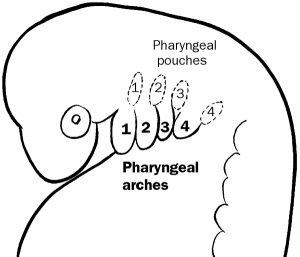 Pharyngeal
pouches
1 2 3 4
1 2 3 4
Pharyngeal
arches